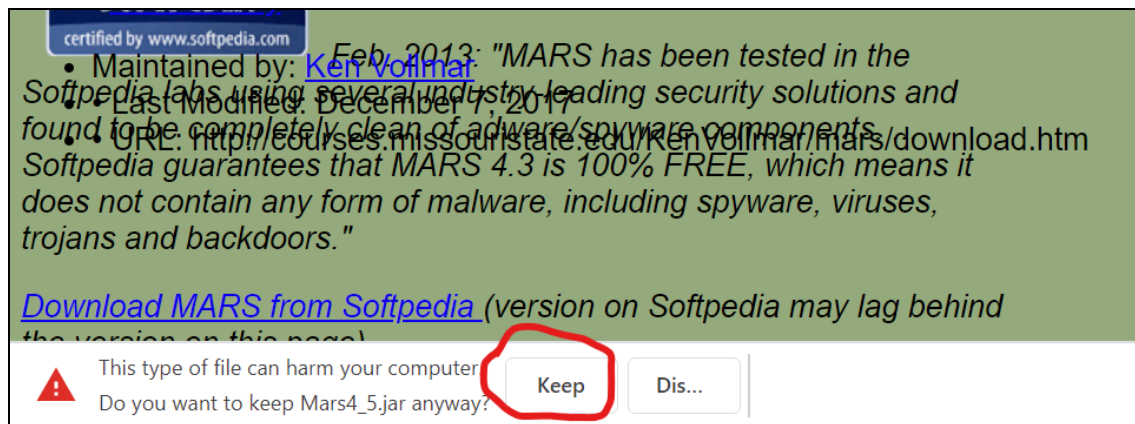 certified by www.softpedia.com
Feb. 2013: "MARS has been tested in the
• Maintained by: Ken Vollmar
Softpedia labs using several industry-leading security solutions and
• • Last Modified: December 7, 2017
found to be completely clean of adware/spyware components.
• • URL: http://courses.missouristate.edu/KenVollmar/mars/download.htm
Softpedia guarantees that MARS 4.3 is 100% FREE, which means it
does not contain any form of malware, including spyware, viruses,
trojans and backdoors."
Download MARS from Softpedia (version on Softpedia may lag behind
the version on this page)
This type of file can harm your computer.
Do you want to keep Mars4_5.jar anyway?
Keep
Dis...